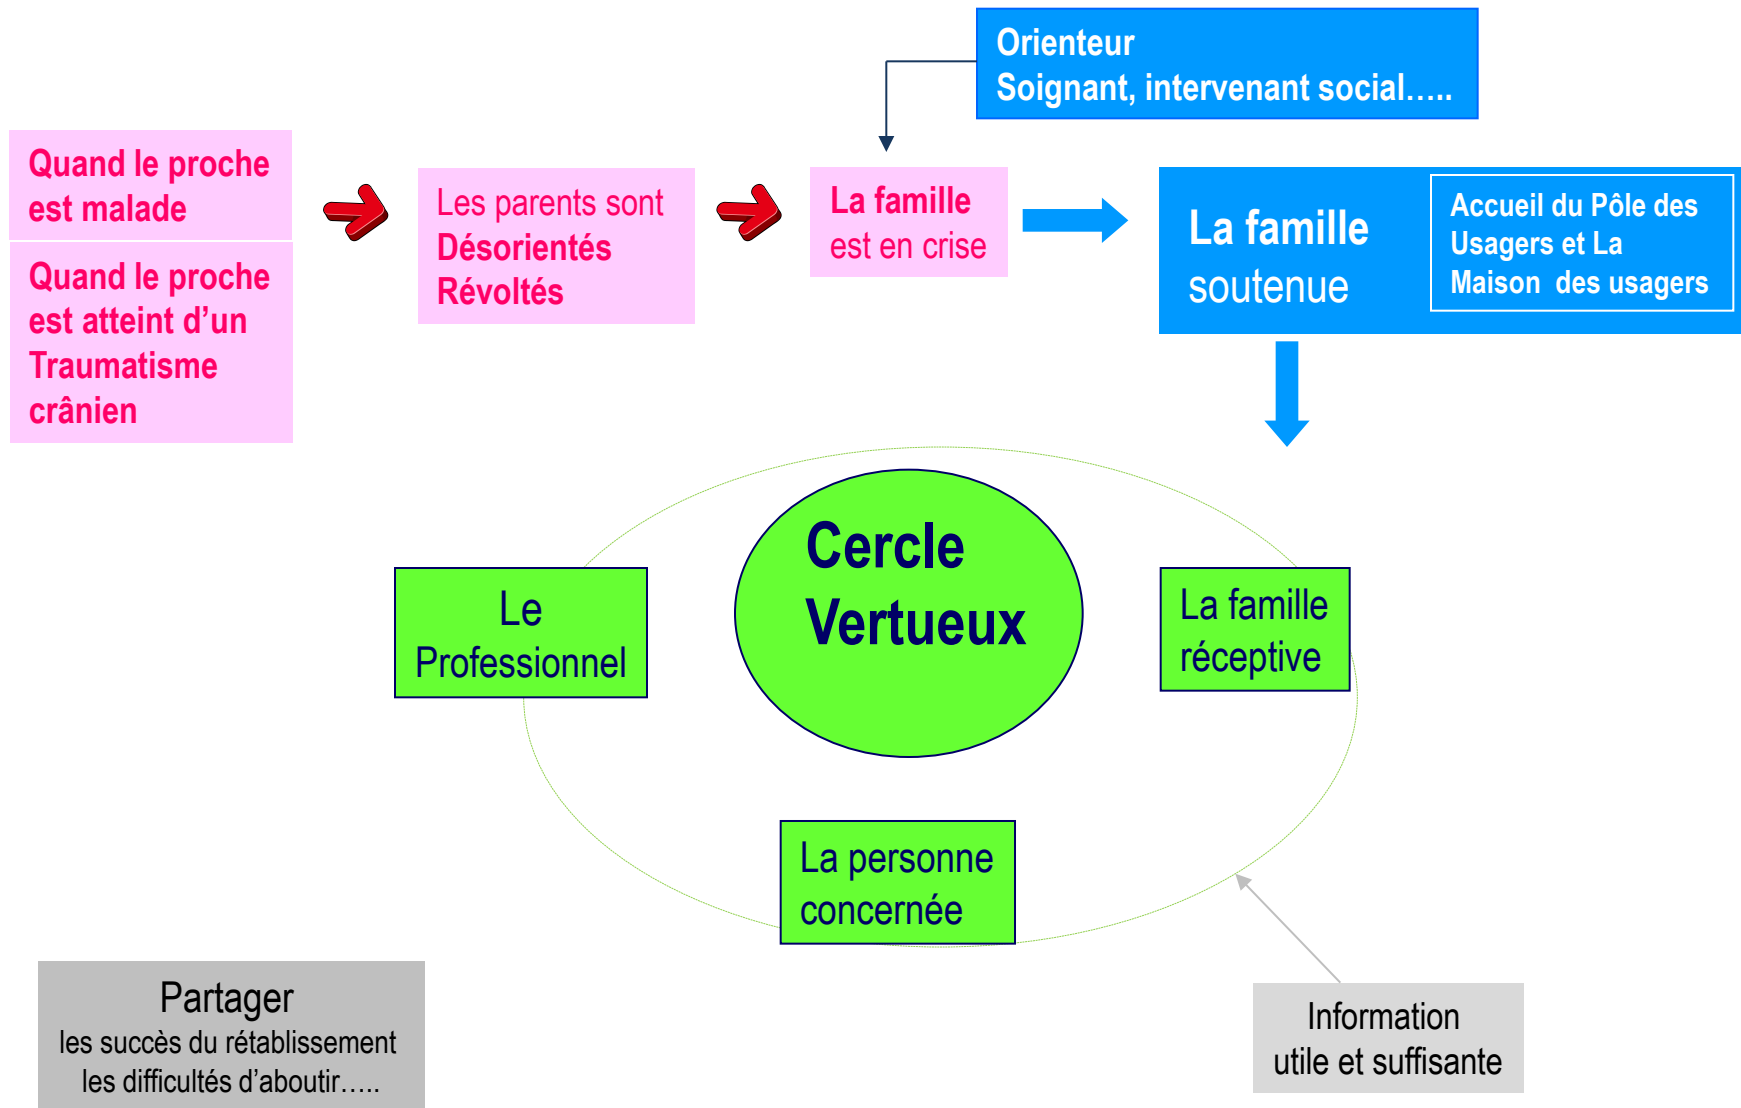 Orienteur
Soignant, intervenant social…..
Quand le proche
est malade
Quand le proche
est atteint d’un
Traumatisme
crânien
Les parents sont
Désorientés
Révoltés
La famille
est en crise
La famille
soutenue
Accueil du Pôle des
Usagers et La
Maison  des usagers
Cercle
Vertueux
Le
Professionnel
La famille
réceptive
La personne
concernée
Partager
les succès du rétablissement
les difficultés d’aboutir…..
Information
utile et suffisante